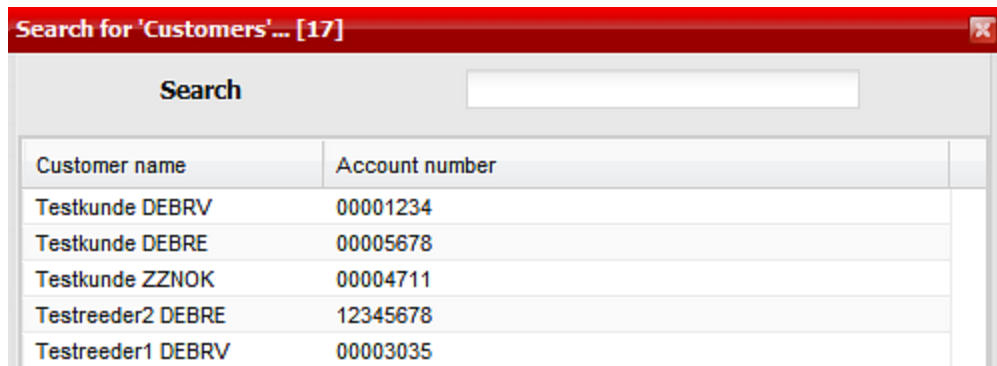 Search for 'Customers'... [17]
Search
Customer name Account number
Testkunde DEBRV 00001234
Testkunde DEBRE 00005678
Testkunde ZZNOK 00004711
Testreeder2 DEBRE 12345678
Testreeder1 DEBRV 00003035